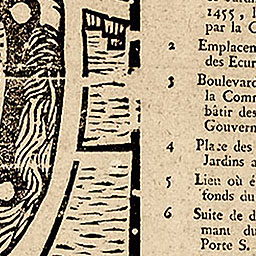 1455, l
par la C
2 Emplacem
des Ecur
3 Boulevard
la Comm
bâtir des
Gouvern
4 Place des
Jardins a
5 Lieu où é
fonds du
6 Suite de d
mant du
Porte S.